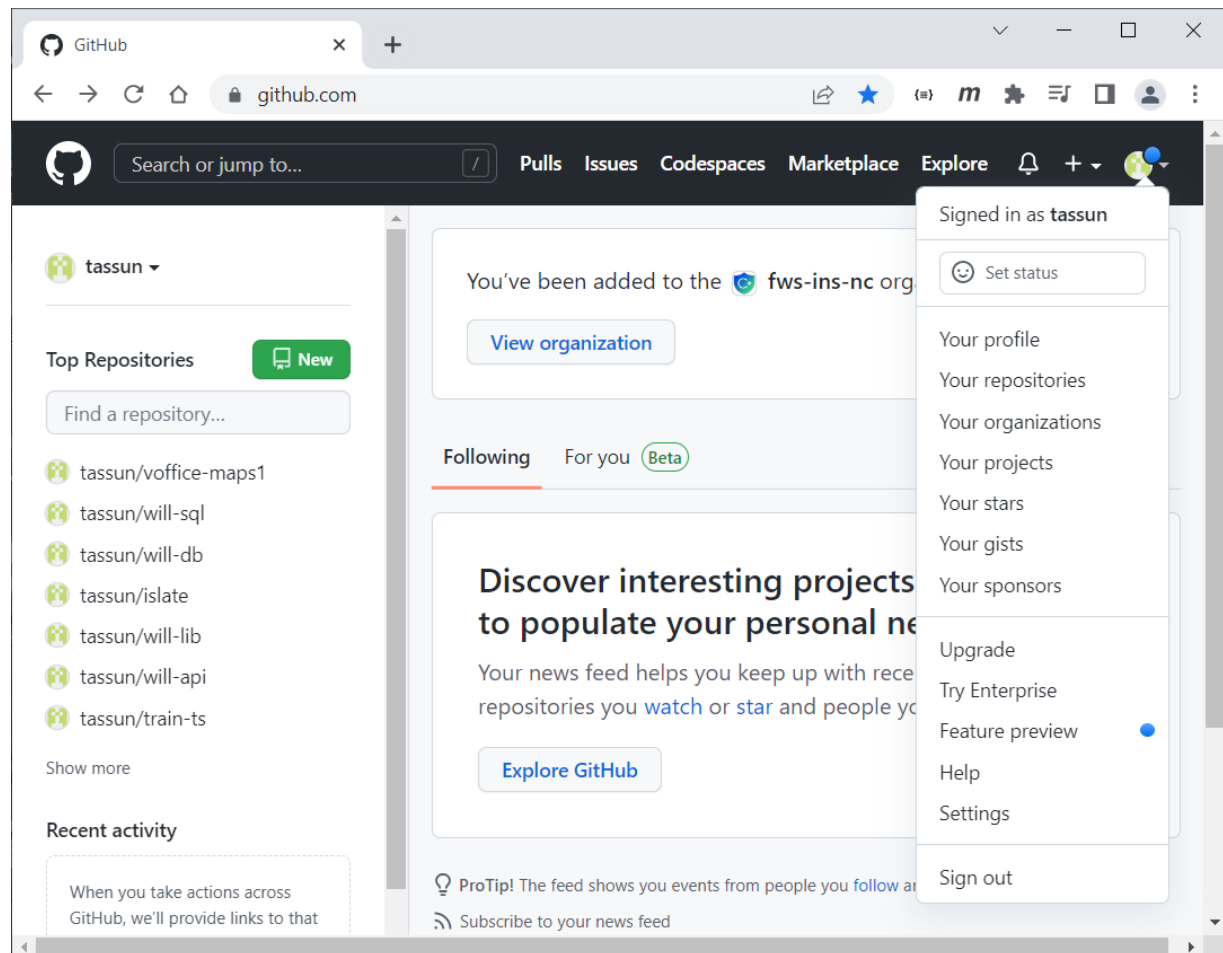 GitHub
github.com
Search or jump to... / Pulls Issues Codespaces Marketplace Explore
tassun
Top Repositories New
Find a repository...
tassun/voffice-maps1
tassun/will-sql
tassun/will-db
tassun/islate
tassun/will-lib
tassun/will-api
tassun/train-ts
Show more
Recent activity
When you take actions across
GitHub, we'll provide links to that
You've been added to the fws-ins-nc org
View organization
Following For you Beta
Discover interesting projects
to populate your personal ne
Your news feed helps you keep up with rece
repositories you watch or star and people yo
Explore GitHub
ProTip! The feed shows you events from people you follow ar
Subscribe to your news feed
Signed in as tassun
Set status
Your profile
Your repositories
Your organizations
Your projects
Your stars
Your gists
Your sponsors
Upgrade
Try Enterprise
Feature preview
Help
Settings
Sign out